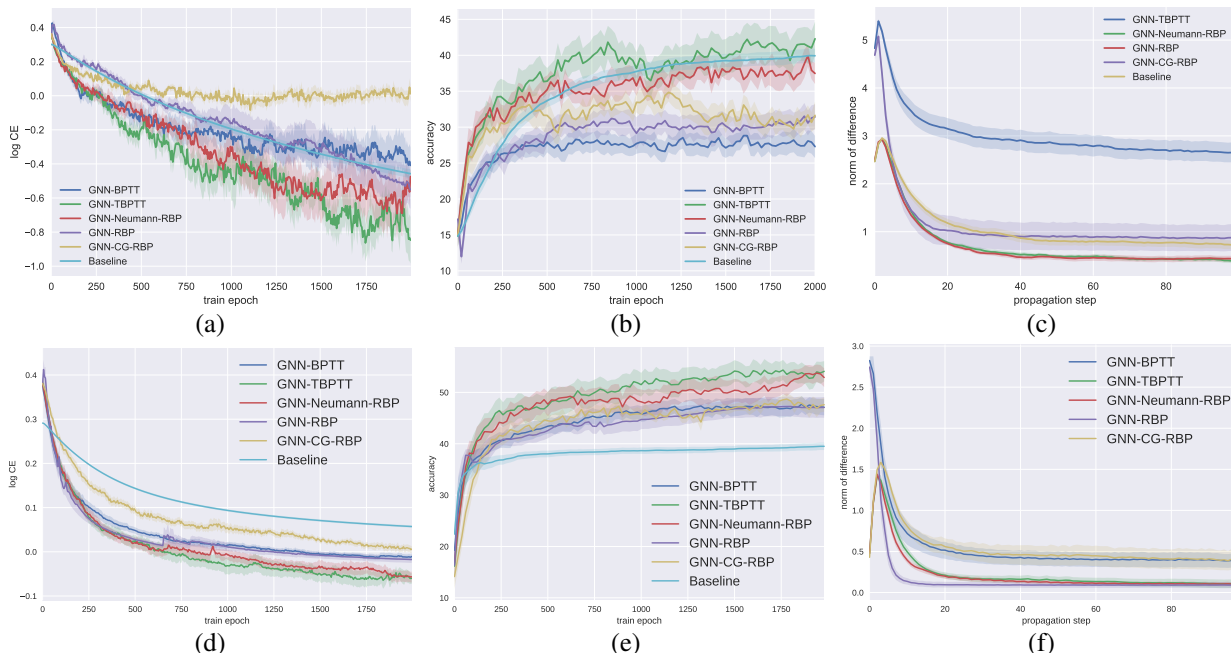 0.4
0.2
0.0
−0.2
−0.4
−0.6
−0.8
−1.0
log CE
GNN-BPTT
GNN-TBPTT
GNN-Neumann-RBP
GNN-RBP
GNN-CG-RBP
Baseline
0 250 500 750 1000 1250 1500 1750
train epoch
(a)
45
40
35
30
25
20
15
10
accuracy
GNN-BPTT
GNN-TBPTT
GNN-Neumann-RBP
GNN-RBP
GNN-CG-RBP
Baseline
0 250 500 750 1000 1250 1500 1750 2000
train epoch
(b)
5
4
3
2
1
norm of difference
GNN-TBPTT
GNN-Neumann-RBP
GNN-RBP
GNN-CG-RBP
Baseline
0 20 40 60 80
propagation step
(c)
0.4
0.3
0.2
0.1
0.0
−0.1
log CE
GNN-BPTT
GNN-TBPTT
GNN-Neumann-RBP
GNN-RBP
GNN-CG-RBP
Baseline
0 250 500 750 1000 1250 1500 1750
train epoch
(d)
50
40
30
20
10
accuracy
GNN-BPTT
GNN-TBPTT
GNN-Neumann-RBP
GNN-RBP
GNN-CG-RBP
Baseline
0 250 500 750 1000 1250 1500 1750
train epoch
(e)
3.0
2.5
2.0
1.5
1.0
0.5
0.0
norm of difference
GNN-BPTT
GNN-TBPTT
GNN-Neumann-RBP
GNN-RBP
GNN-CG-RBP
0 20 40 60 80
propagation step
(f)